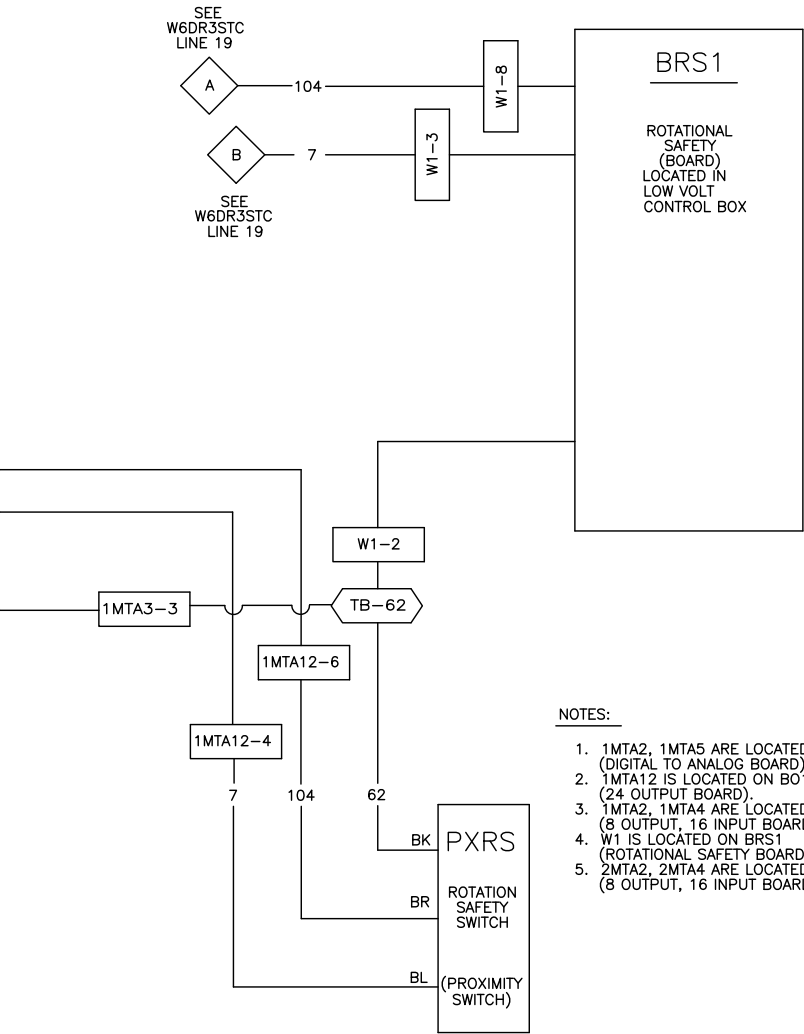 SEE
W6DR3STC
LINE 19
A
104
W1-8
B
7
W1-3
SEE
W6DR3STC
LINE 19
BRS1
ROTATIONAL
SAFETY
(BOARD)
LOCATED IN
LOW VOLT
CONTROL BOX
W1-2
1MTA3-3
TB-62
1MTA12-6
1MTA12-4
7
104
62
BK
BR
BL
PXRS
ROTATION
SAFETY
SWITCH
(PROXIMITY
SWITCH)
NOTES:
1. 1MTA2, 1MTA5 ARE LOCATED
(DIGITAL TO ANALOG BOARD)
2. 1MTA12 IS LOCATED ON
(24 OUTPUT BOARD).
3. 1MTA2, 1MTA4 ARE LOCATED
(8 OUTPUT, 16 INPUT BOARD
4. W1 IS LOCATED ON BRS1
(ROTATIONAL SAFETY BOARD
5. 2MTA2, 2MTA4 ARE LOCATED
(8 OUTPUT, 16 INPUT BOARD